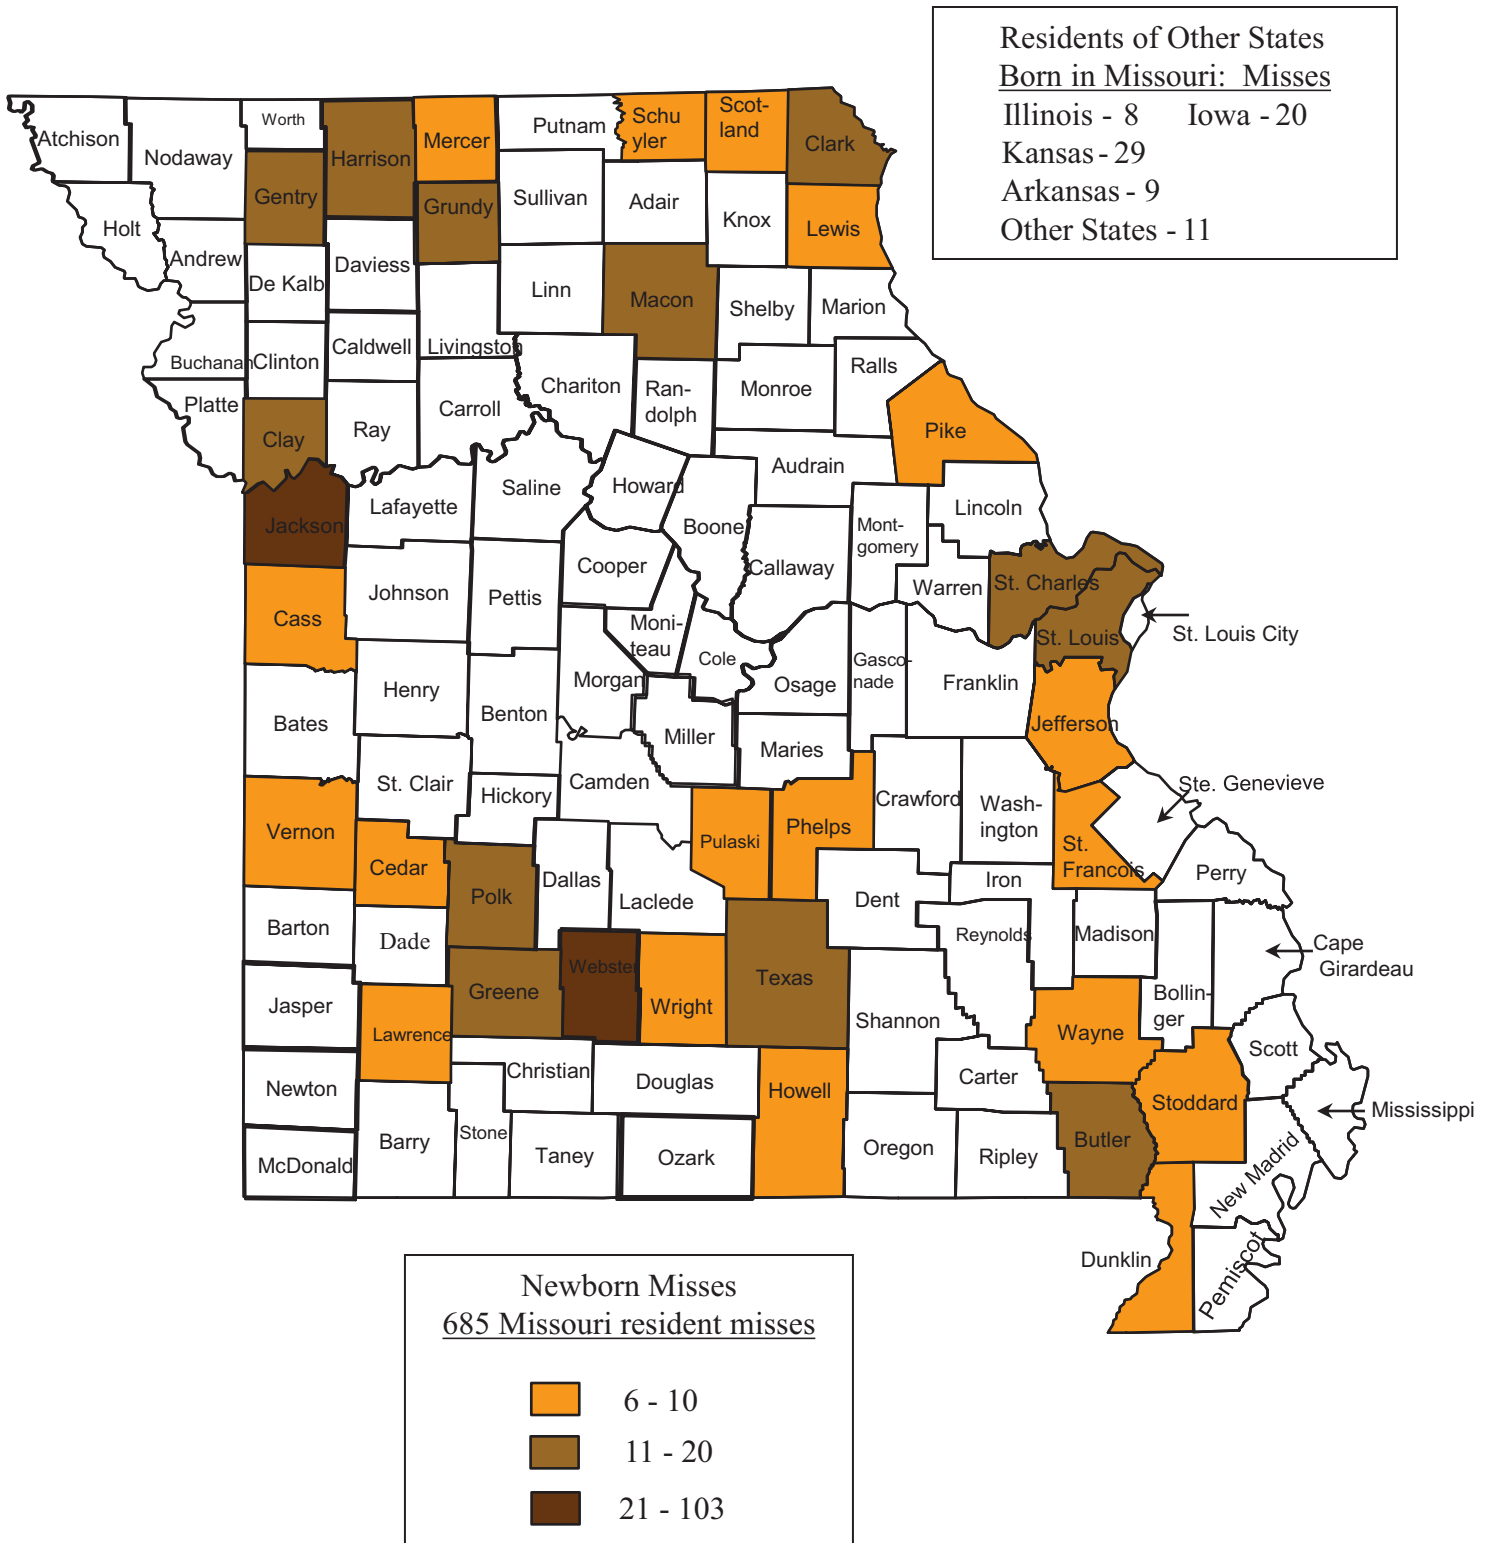 Residents of Other States
Born in Missouri: Misses
Illinois - 8 Iowa - 20
Kansas - 29
Arkansas - 9
Other States - 11
Atchison
Nodaway
Worth
Harrison
Mercer
Putnam
Schu
yler
Scot-
land
Clark
Gentry
Grundy
Sullivan
Adair
Knox
Lewis
Holt
Andrew
De Kalb
Daviess
Linn
Macon
Shelby
Marion
Buchanan
Clinton
Caldwell
Livingston
Chariton
Ran-
dolph
Monroe
Ralls
Platte
Clay
Ray
Carroll
Pike
Audrain
Jackson
Lafayette
Saline
Howard
Boone
Callaway
Mont-
gomery
Lincoln
Warren
St. Charles
St. Louis
St. Louis City
Cass
Johnson
Pettis
Cooper
Moni-
teau
Cole
Osage
Gasco-
nade
Franklin
Jefferson
Bates
Henry
Benton
Morgan
Miller
Maries
St. Clair
Hickory
Camden
Pulaski
Phelps
Crawford
Wash-
ington
Ste. Genevieve
St.
Francois
Perry
Vernon
Cedar
Polk
Dallas
Laclede
Dent
Iron
Reynolds
Madison
Cape
Girardeau
Barton
Dade
Greene
Webster
Wright
Texas
Shannon
Wayne
Bollin-
ger
Scott
Jasper
Lawrence
Christian
Douglas
Howell
Carter
Stoddard
Mississippi
Newton
McDonald
Barry
Stone
Taney
Ozark
Oregon
Ripley
Butler
New Madrid
Dunklin
Pemiscot
Newborn Misses
685 Missouri resident misses
6 - 10
11 - 20
21 - 103